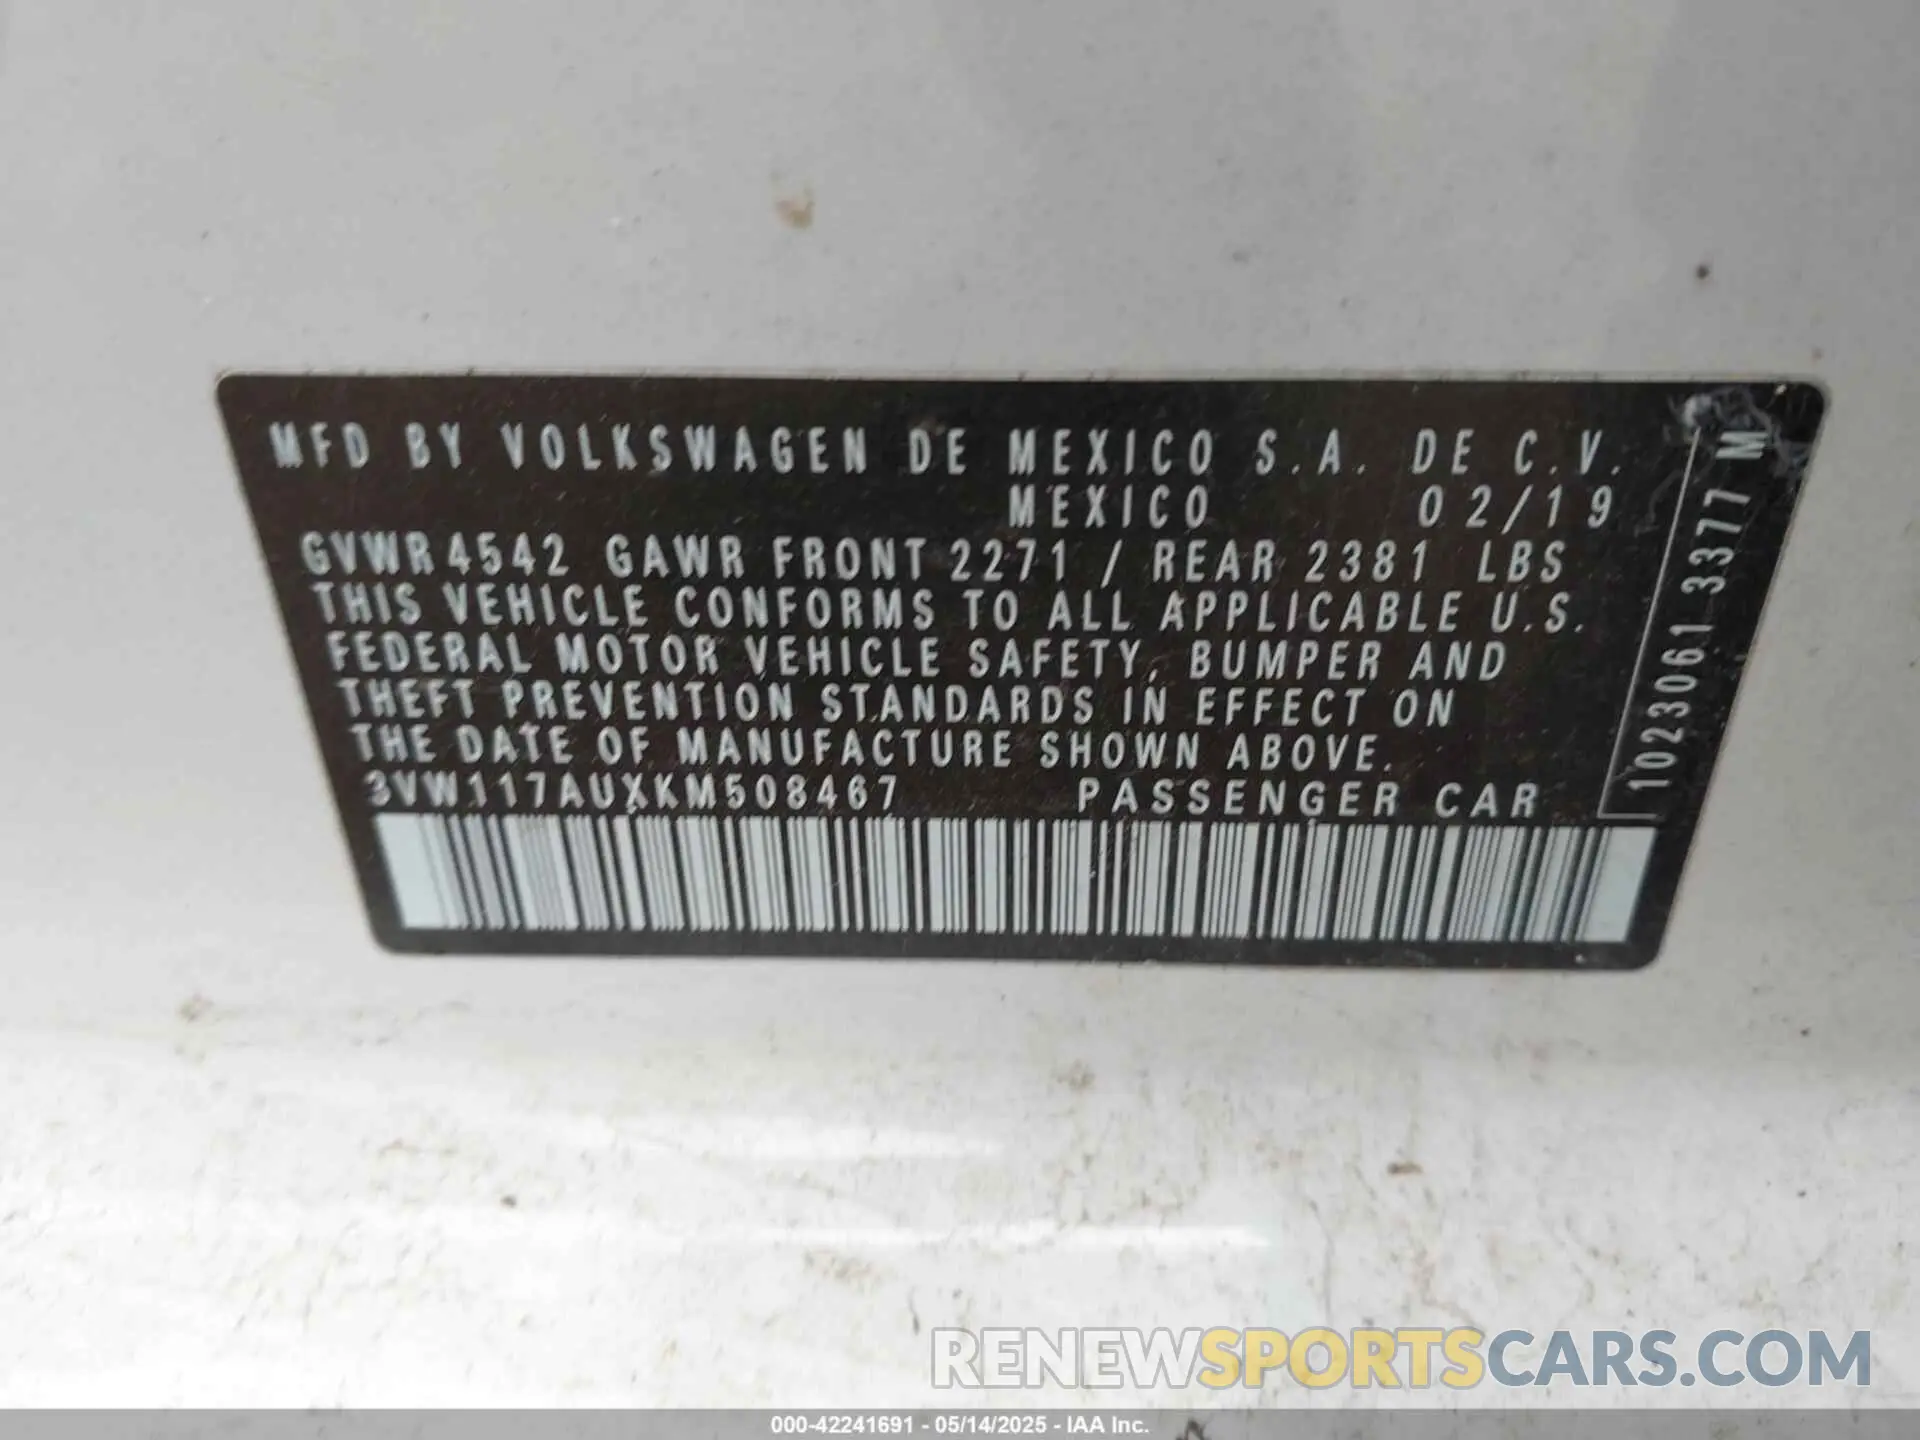 MFD BY VOLKSWAGEN DE MEXICO S.A. DE C.V.
MEXICO 02/19
GVWR 4542 GAWR FRONT 2271 / REAR 2381 LBS
THIS VEHICLE CONFORMS TO ALL APPLICABLE U.S.
FEDERAL MOTOR VEHICLE SAFETY, BUMPER AND
THEFT PREVENTION STANDARDS IN EFFECT ON
THE DATE OF MANUFACTURE SHOWN ABOVE.
3VW117AUXKM508467 PASSENGER CAR
1023061 3377 M
RENEWSPORTSCARS.COM
000-42241691 - 05/14/2025 - IAA Inc.